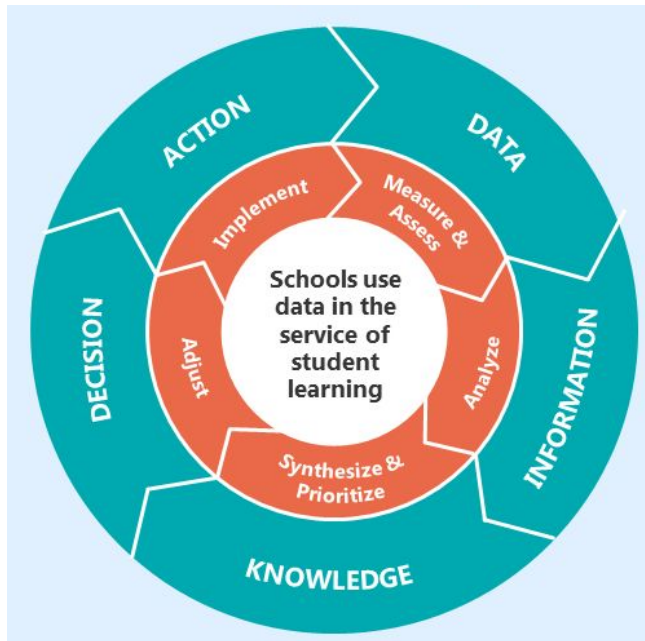 ACTION
DATA
INFORMATION
KNOWLEDGE
DECISION
Implement
Measure &
Assess
Analyze
Synthesize &
Prioritize
Adjust
Schools use
data in the
service of
student
learning